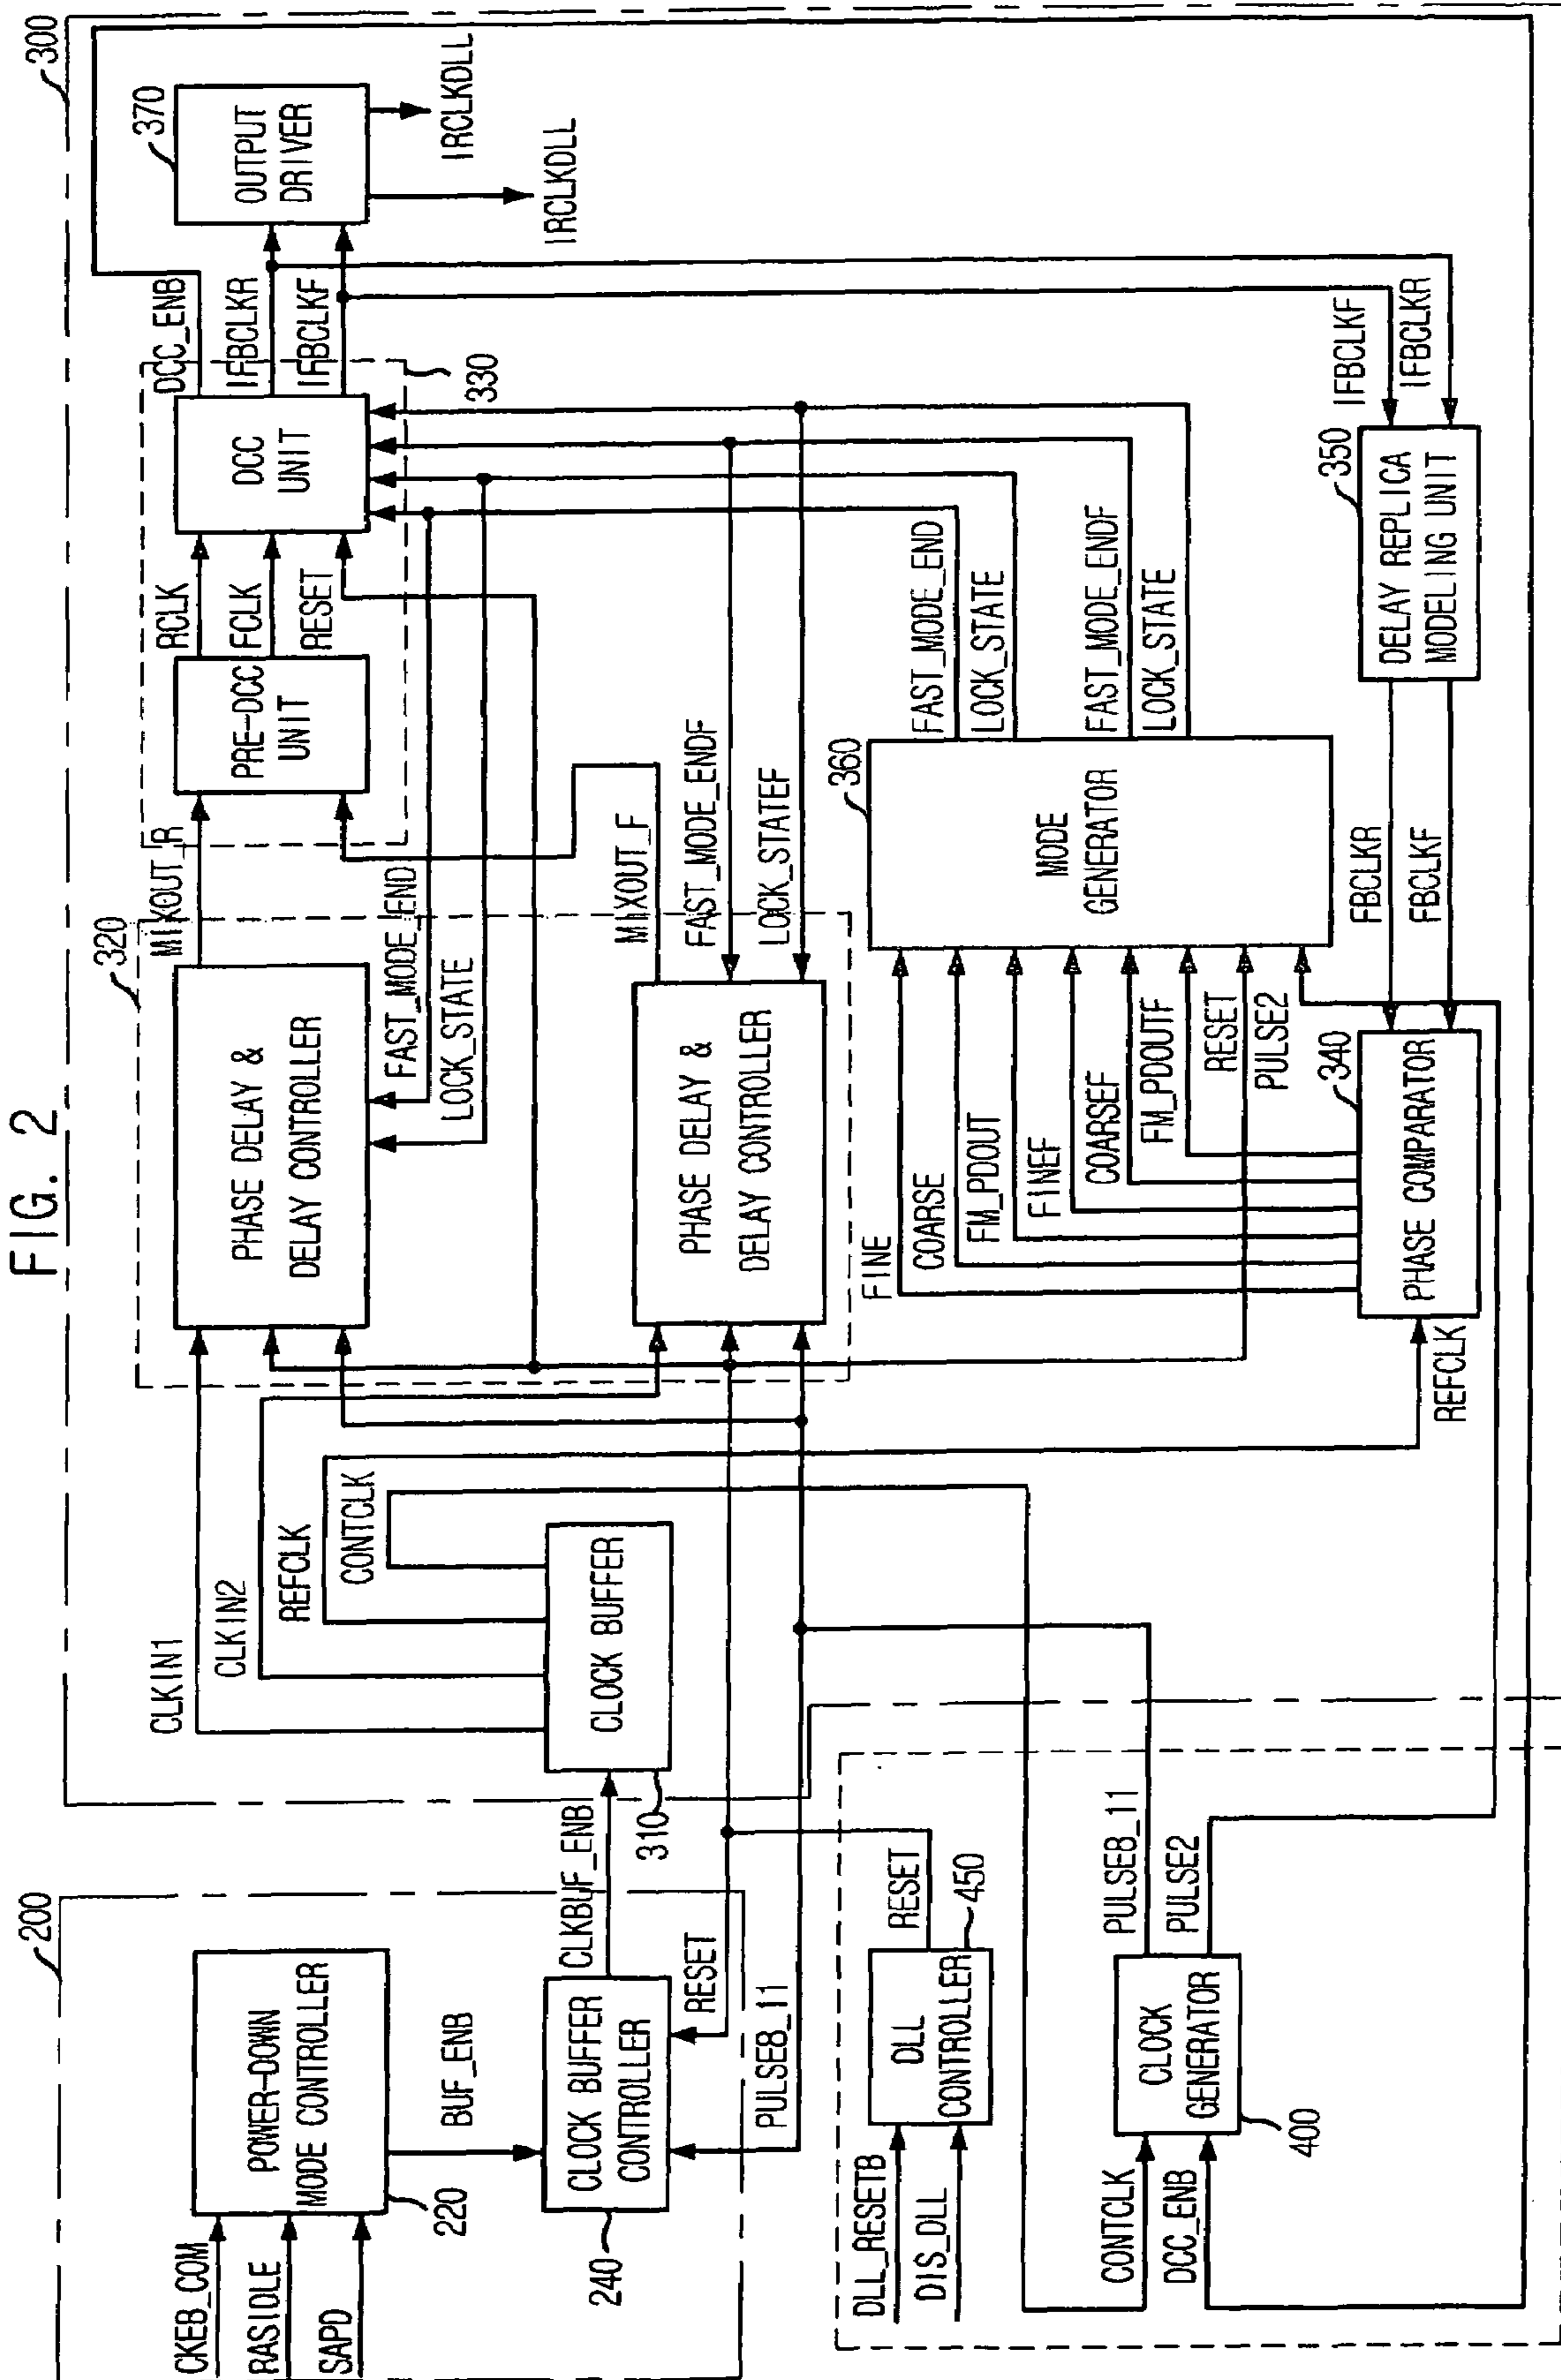 FIG. 2
200
CKEB_COM
RASIDLE
SAPD
POWER-DOWN
MODE CONTROLLER
220
BUF_ENB
CLOCK BUFFER
CONTROLLER
240
CLKBUF_ENB
RESET
PULSE8_11
DLL_RESETB
DIS_DLL
DLL
CONTROLLER
450
RESET
CONTCLK
DCC_ENB
CLOCK
GENERATOR
400
PULSE8_11
PULSE2
300
CLOCK BUFFER
310
CLKIN1
CLKIN2
REFCLK
CONTCLK
320
PHASE DELAY &
DELAY CONTROLLER
MIXOUT_R
FAST_MODE_END
LOCK_STATE
PHASE DELAY &
DELAY CONTROLLER
MIXOUT_F
FAST_MODE_ENDF
LOCK_STATEF
PRE-DCC
UNIT
RCLK
FCLK
RESET
DCC
UNIT
330
DCC_ENB
IFBCLKR
IFBCLKF
OUTPUT
DRIVER
370
IRCLKDLL
IRCLKDLL
FINE
COARSE
FM_PDOUT
FINEF
COARSEF
FM_PDOUTF
RESET
PULSE2
MODE
GENERATOR
360
FAST_MODE_END
LOCK_STATE
FAST_MODE_ENDF
LOCK_STATE
REFCLK
PHASE COMPARATOR
340
FBCLKR
FBCLKF
DELAY REPLICA
MODELING UNIT
350
IFBCLKF
IFBCLKR